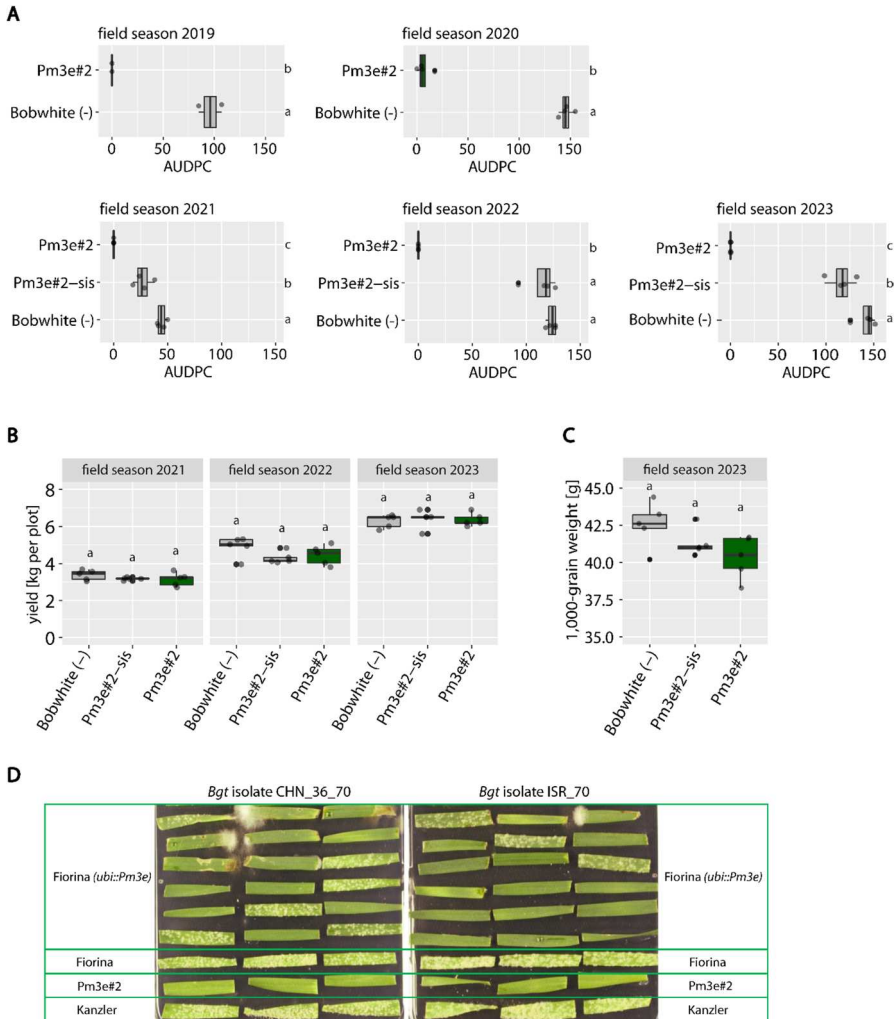 A
field season 2019
Pm3e#2
b
Bobwhite (-)
a
0 50 100 150
AUDPC
field season 2020
Pm3e#2
b
Bobwhite (-)
a
0 50 100 150
AUDPC
field season 2021
Pm3e#2
c
Pm3e#2–sis
b
Bobwhite (-)
a
0 50 100 150
AUDPC
field season 2022
Pm3e#2
b
Pm3e#2–sis
a
Bobwhite (-)
a
0 50 100 150
AUDPC
field season 2023
Pm3e#2
c
Pm3e#2–sis
b
Bobwhite (-)
a
0 50 100 150
AUDPC
B
field season 2021 field season 2022 field season 2023
yield [kg per plot]
8
6
4
2
0
a a a a a a a a a
Bobwhite (-) Pm3e#2–sis Pm3e#2 Bobwhite (-) Pm3e#2–sis Pm3e#2 Bobwhite (-) Pm3e#2–sis Pm3e#2
C
field season 2023
1,000-grain weight [g]
45.0
42.5
40.0
37.5
35.0
a a a
Bobwhite (-) Pm3e#2–sis Pm3e#2
D
Bgt isolate CHN_36_70 Bgt isolate ISR_70
Fiorina (ubi::Pm3e) Fiorina (ubi::Pm3e)
Fiorina Fiorina
Pm3e#2 Pm3e#2
Kanzler Kanzler